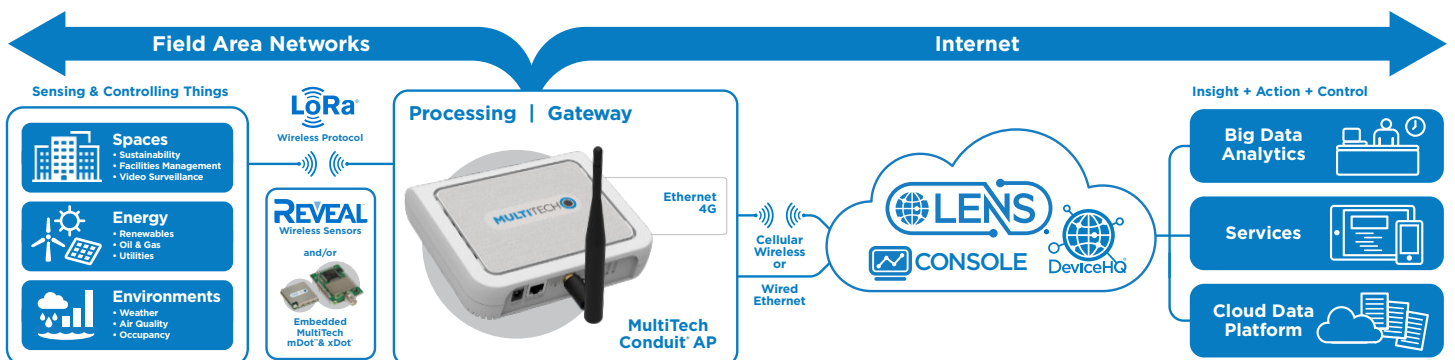 Field Area Networks
Internet
Sensing & Controlling Things
Spaces
• Sustainability
• Facilities Management
• Video Surveillance
Energy
• Renewables
• Oil & Gas
• Utilities
Environments
• Weather
• Air Quality
• Occupancy
LoRa®
Wireless Protocol
REVEAL™
Wireless Sensors
and/or
Embedded
MultiTech
mDot™ & xDot®
Processing | Gateway
MULTITECH
Ethernet
4G
MultiTech
Conduit® AP
Cellular
Wireless
or
Wired
Ethernet
LENS
CONSOLE
DeviceHQ®
Insight + Action + Control
Big Data
Analytics
Services
Cloud Data
Platform